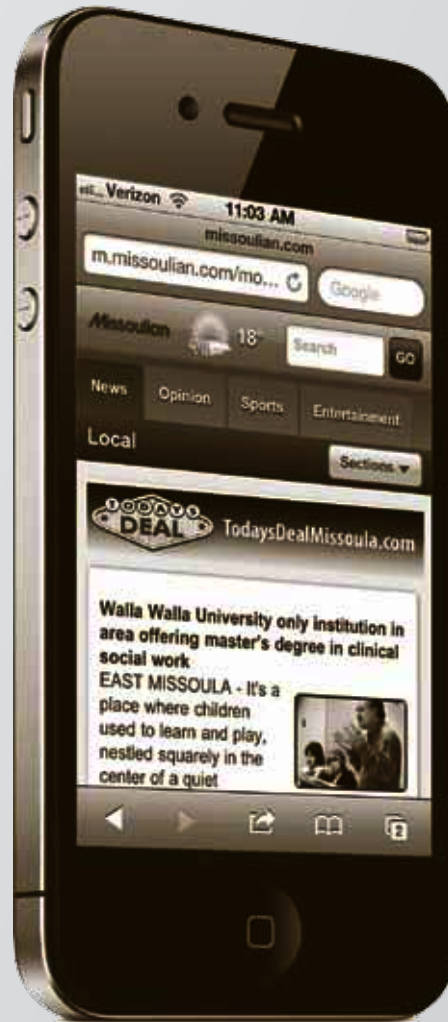 Verizon 11:03 AM
missoulian.com
m.missoulian.com/mo... Google
Missoulian 18° Search GO
News Opinion Sports Entertainment
Local Sections
TODAYS
DEAL TodaysDealMissoula.com
Walla Walla University only institution in
area offering master's degree in clinical
social work
EAST MISSOULA - It's a
place where children
used to learn and play,
nestled squarely in the
center of a quiet
2